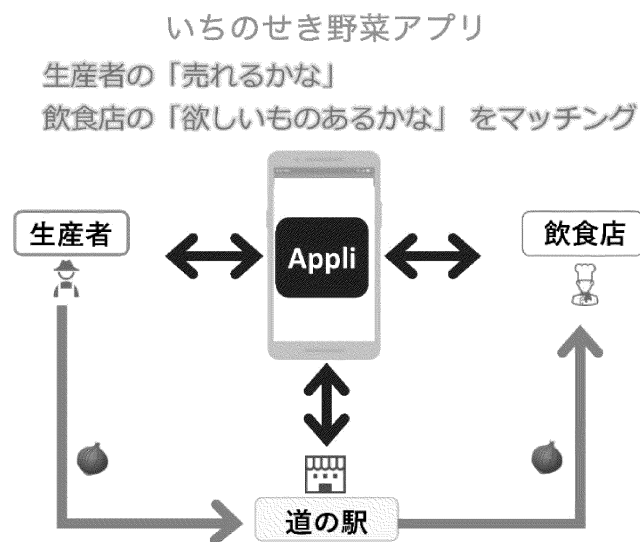 いちのせき野菜アプリ
生産者の「売れるかな」
飲食店の「欲しいものあるかな」 をマッチング
生産者
Appli
飲食店
道の駅